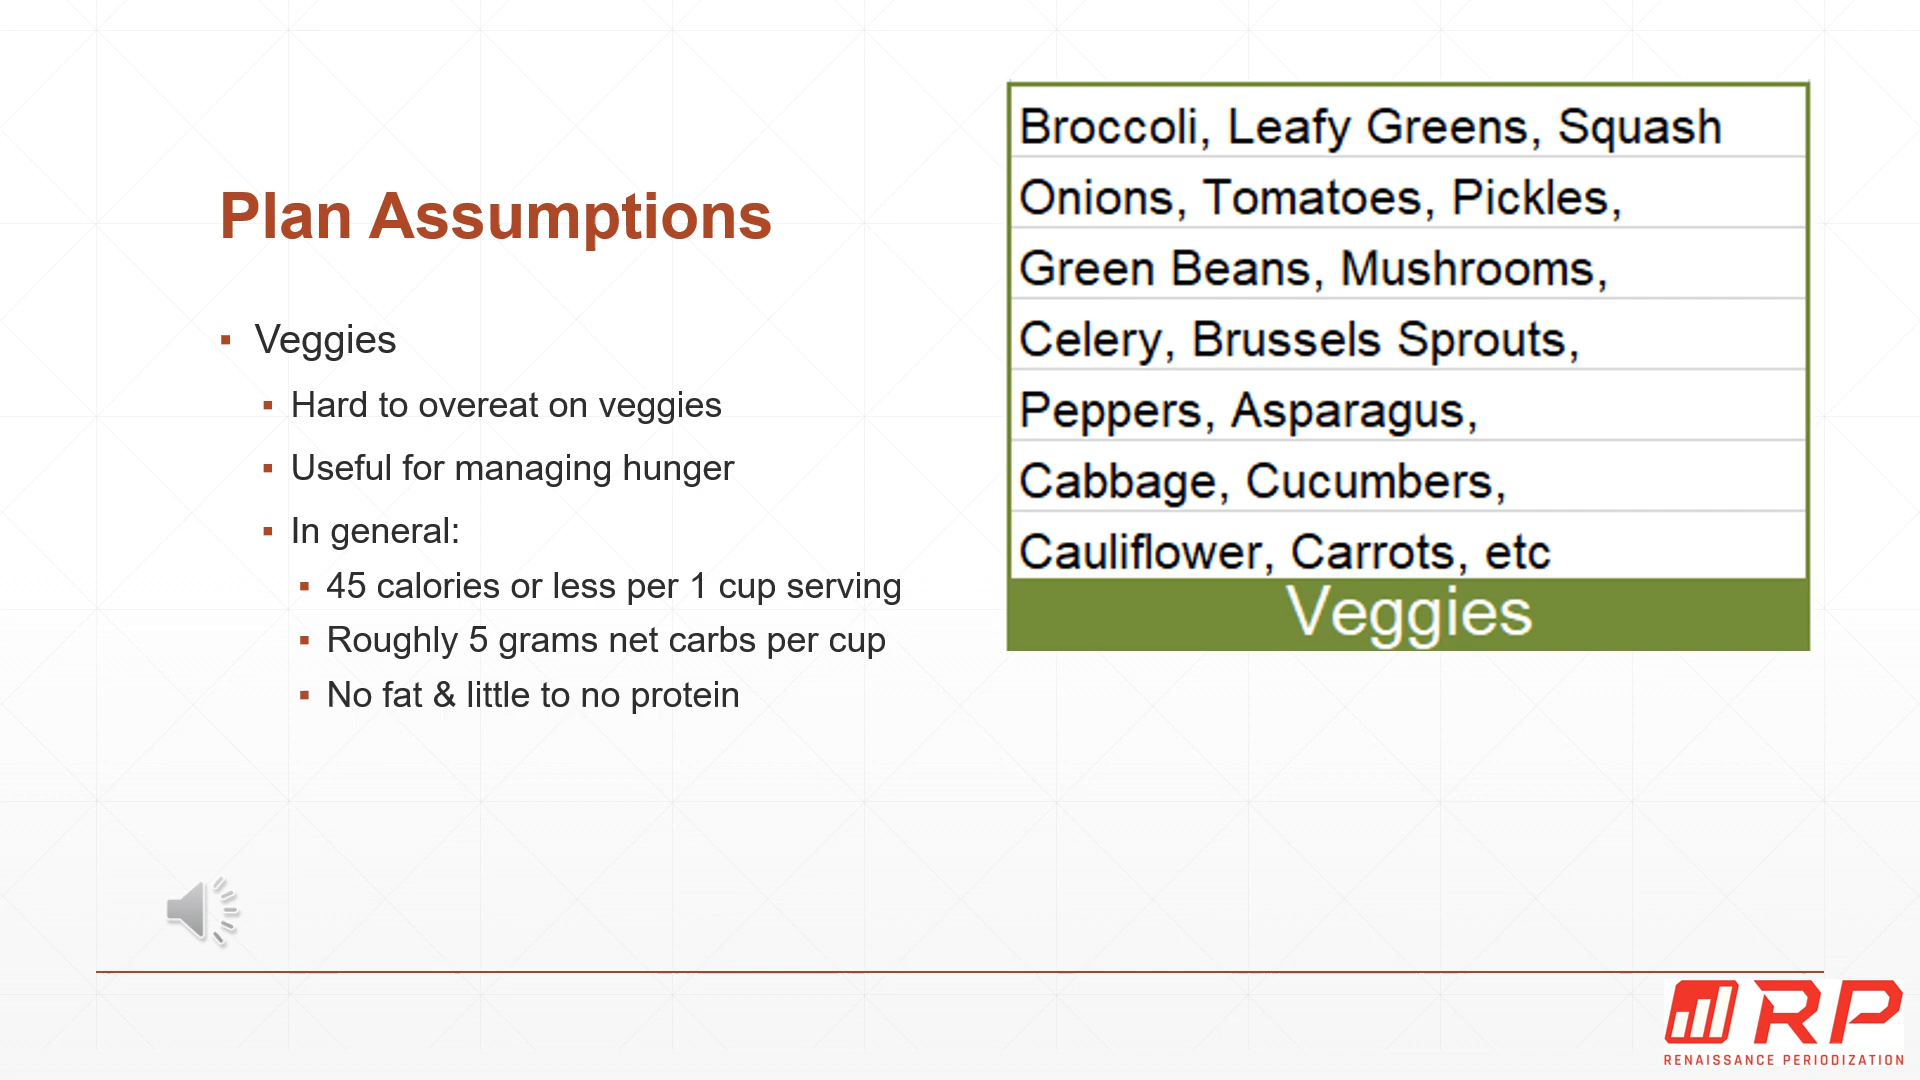 Plan Assumptions
Veggies
Hard to overeat on veggies
Useful for managing hunger
In general:
45 calories or less per 1 cup serving
Roughly 5 grams net carbs per cup
No fat & little to no protein
Broccoli, Leafy Greens, Squash
Onions, Tomatoes, Pickles,
Green Beans, Mushrooms,
Celery, Brussels Sprouts,
Peppers, Asparagus,
Cabbage, Cucumbers,
Cauliflower, Carrots, etc
Veggies
RP
RENAISSANCE PERIODIZATION